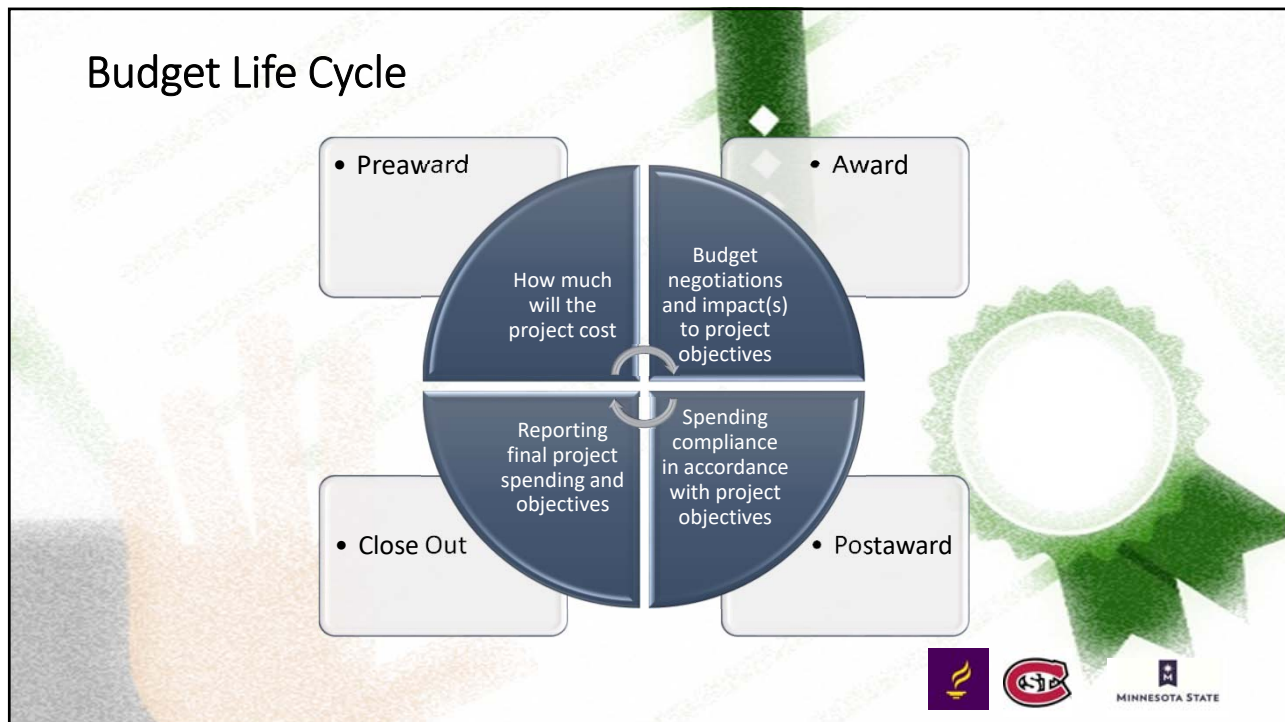 Budget Life Cycle
• Preaward
• Award
How much
will the
project cost
Budget
negotiations
and impact(s)
to project
objectives
Reporting
final project
spending and
objectives
Spending
compliance
in accordance
with project
objectives
• Close Out
• Postaward
MINNESOTA STATE